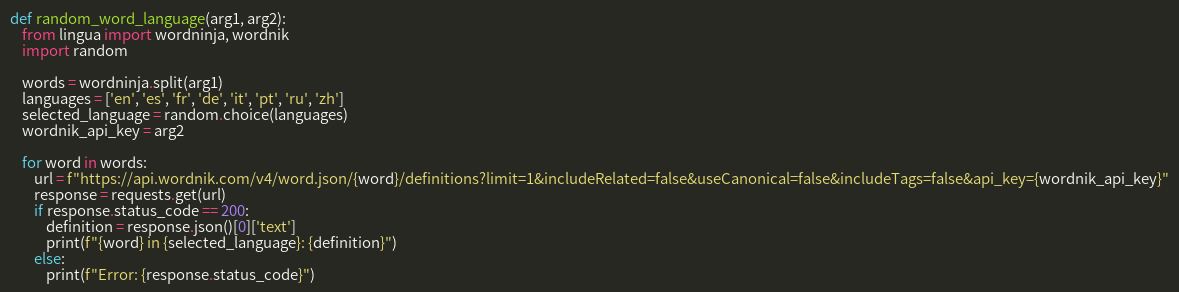 def random_word_language(arg1, arg2):
from lingua import wordninja, wordnik
import random
words = wordninja.split(arg1)
languages = ['en', 'es', 'fr', 'de', 'it', 'pt', 'ru', 'zh']
selected_language = random.choice(languages)
wordnik_api_key = arg2
for word in words:
url = f"https://api.wordnik.com/v4/word.json/{word}/definitions?limit=1&includeRelated=false&useCanonical=false&includeTags=false&api_key={wordnik_api_key}"
response = requests.get(url)
if response.status_code == 200:
definition = response.json()[0]['text']
print(f"{word} in {selected_language}: {definition}")
else:
print(f"Error: {response.status_code}")